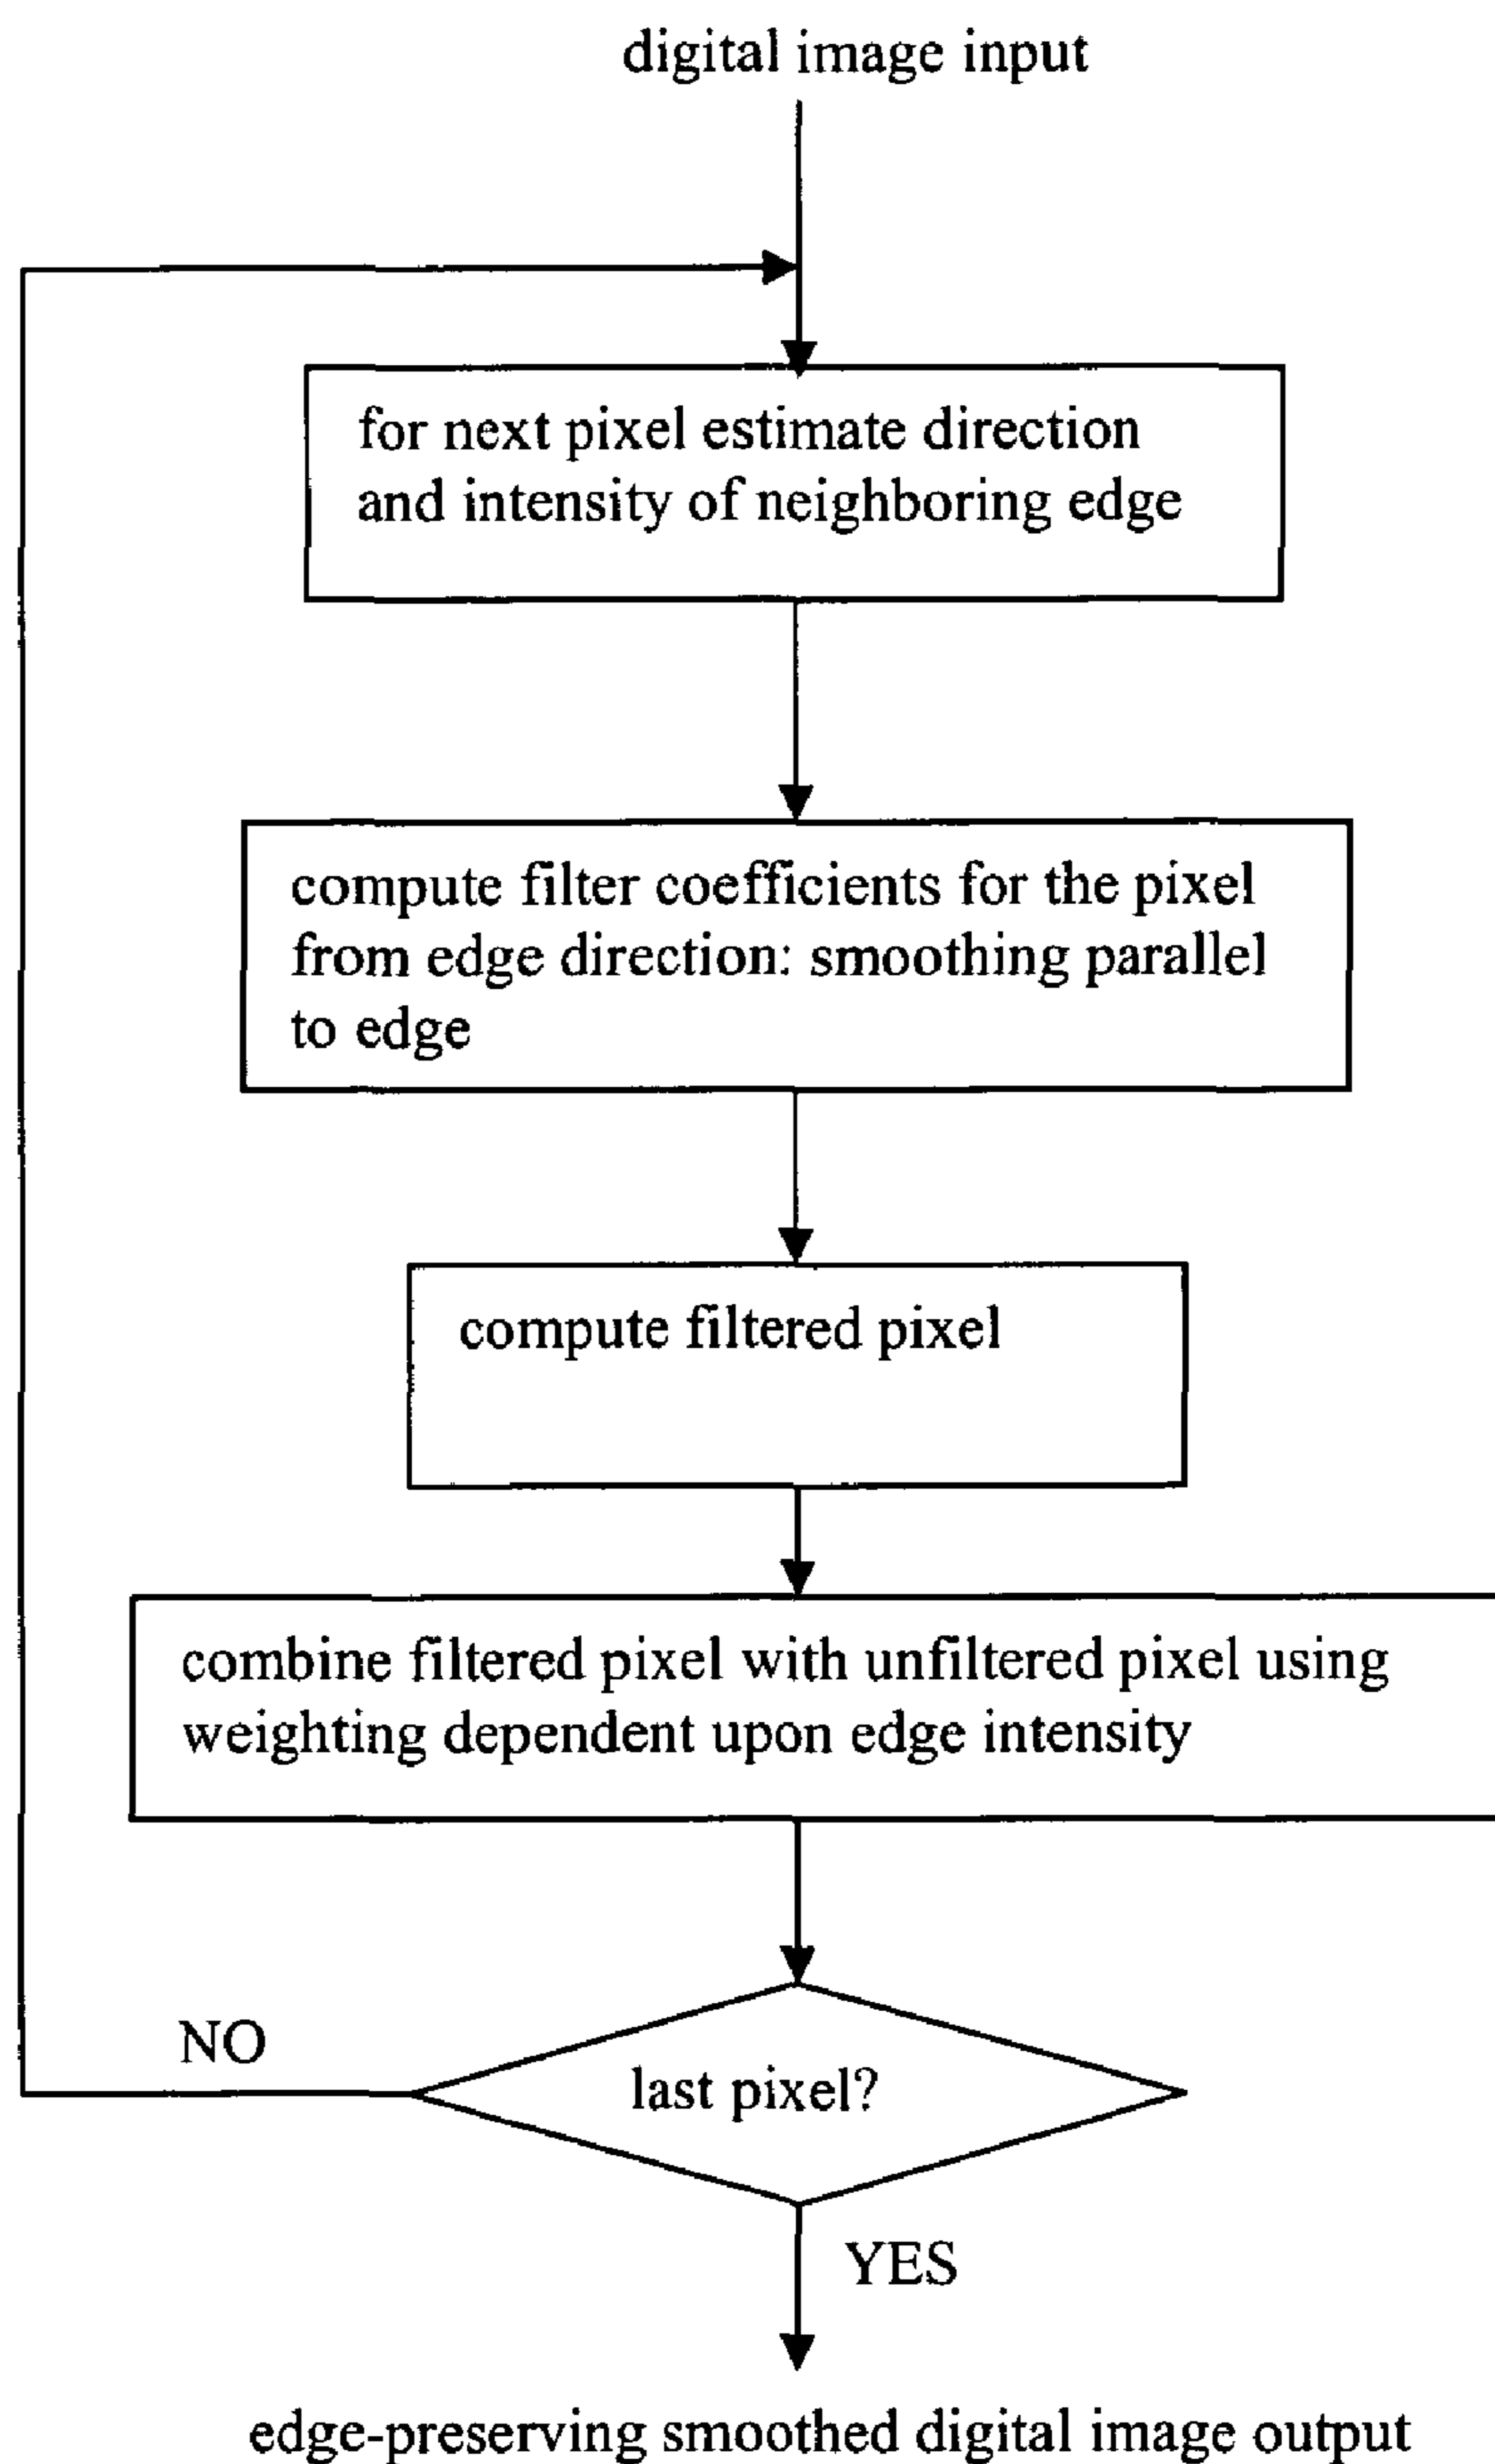 digital image input
for next pixel estimate direction
and intensity of neighboring edge
compute filter coefficients for the pixel
from edge direction: smoothing parallel
to edge
compute filtered pixel
combine filtered pixel with unfiltered pixel using
weighting dependent upon edge intensity
NO
last pixel?
YES
edge-preserving smoothed digital image output